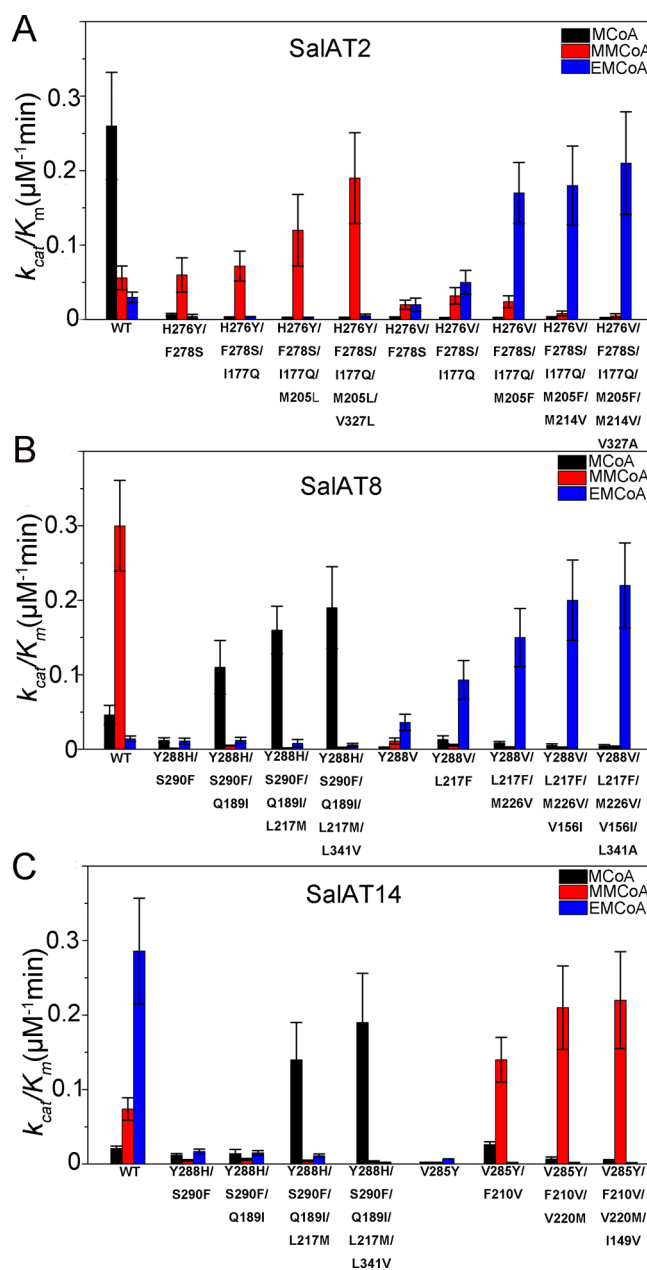 A
SalAT2
MCoA
MMCoA
EMCoA
kcat/Km(µM⁻¹min)
0.3
0.2
0.1
0
WT
H276Y/
F278S
H276Y/
F278S/
I177Q
H276Y/
F278S/
I177Q/
M205L
H276Y/
F278S/
I177Q/
M205L/
V327L
H276V/
F278S
H276V/
F278S/
I177Q
H276V/
F278S/
I177Q/
M205F
H276V/
F278S/
I177Q/
M205F/
M214V
H276V/
F278S/
I177Q/
M205F/
M214V/
V327A
B
SalAT8
MCoA
MMCoA
EMCoA
kcat/Km(µM⁻¹min)
0.3
0.2
0.1
0
WT
Y288H/
S290F
Y288H/
S290F/
Q189I
Y288H/
S290F/
Q189I/
L217M
Y288H/
S290F/
Q189I/
L217M/
L341V
Y288V
Y288V/
L217F
Y288V/
L217F/
M226V
Y288V/
L217F/
M226V/
V156I
Y288V/
L217F/
M226V/
V156I/
L341A
C
SalAT14
MCoA
MMCoA
EMCoA
kcat/Km(µM⁻¹min)
0.3
0.2
0.1
0
WT
Y288H/
S290F
Y288H/
S290F/
Q189I
Y288H/
S290F/
Q189I/
L217M
Y288H/
S290F/
Q189I/
L217M/
L341V
V285Y
V285Y/
F210V
V285Y/
F210V/
V220M
V285Y/
F210V/
V220M/
I149V